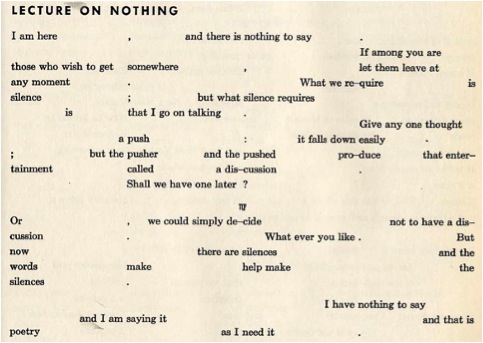 LECTURE ON NOTHING
I am here , and there is nothing to say .
If among you are
those who wish to get somewhere , let them leave at
any moment . What we re–quire is
silence ; but what silence requires
is that I go on talking .
Give any one thought
a push : it falls down easily .
; but the pusher and the pushed pro–duce that enter–
tainment called a dis–cussion .
Shall we have one later ?
♍
Or , we could simply de–cide not to have a dis–
cussion . What ever you like . But
now there are silences and the
words make help make the
silences .
I have nothing to say
and I am saying it and that is
poetry as I need it .